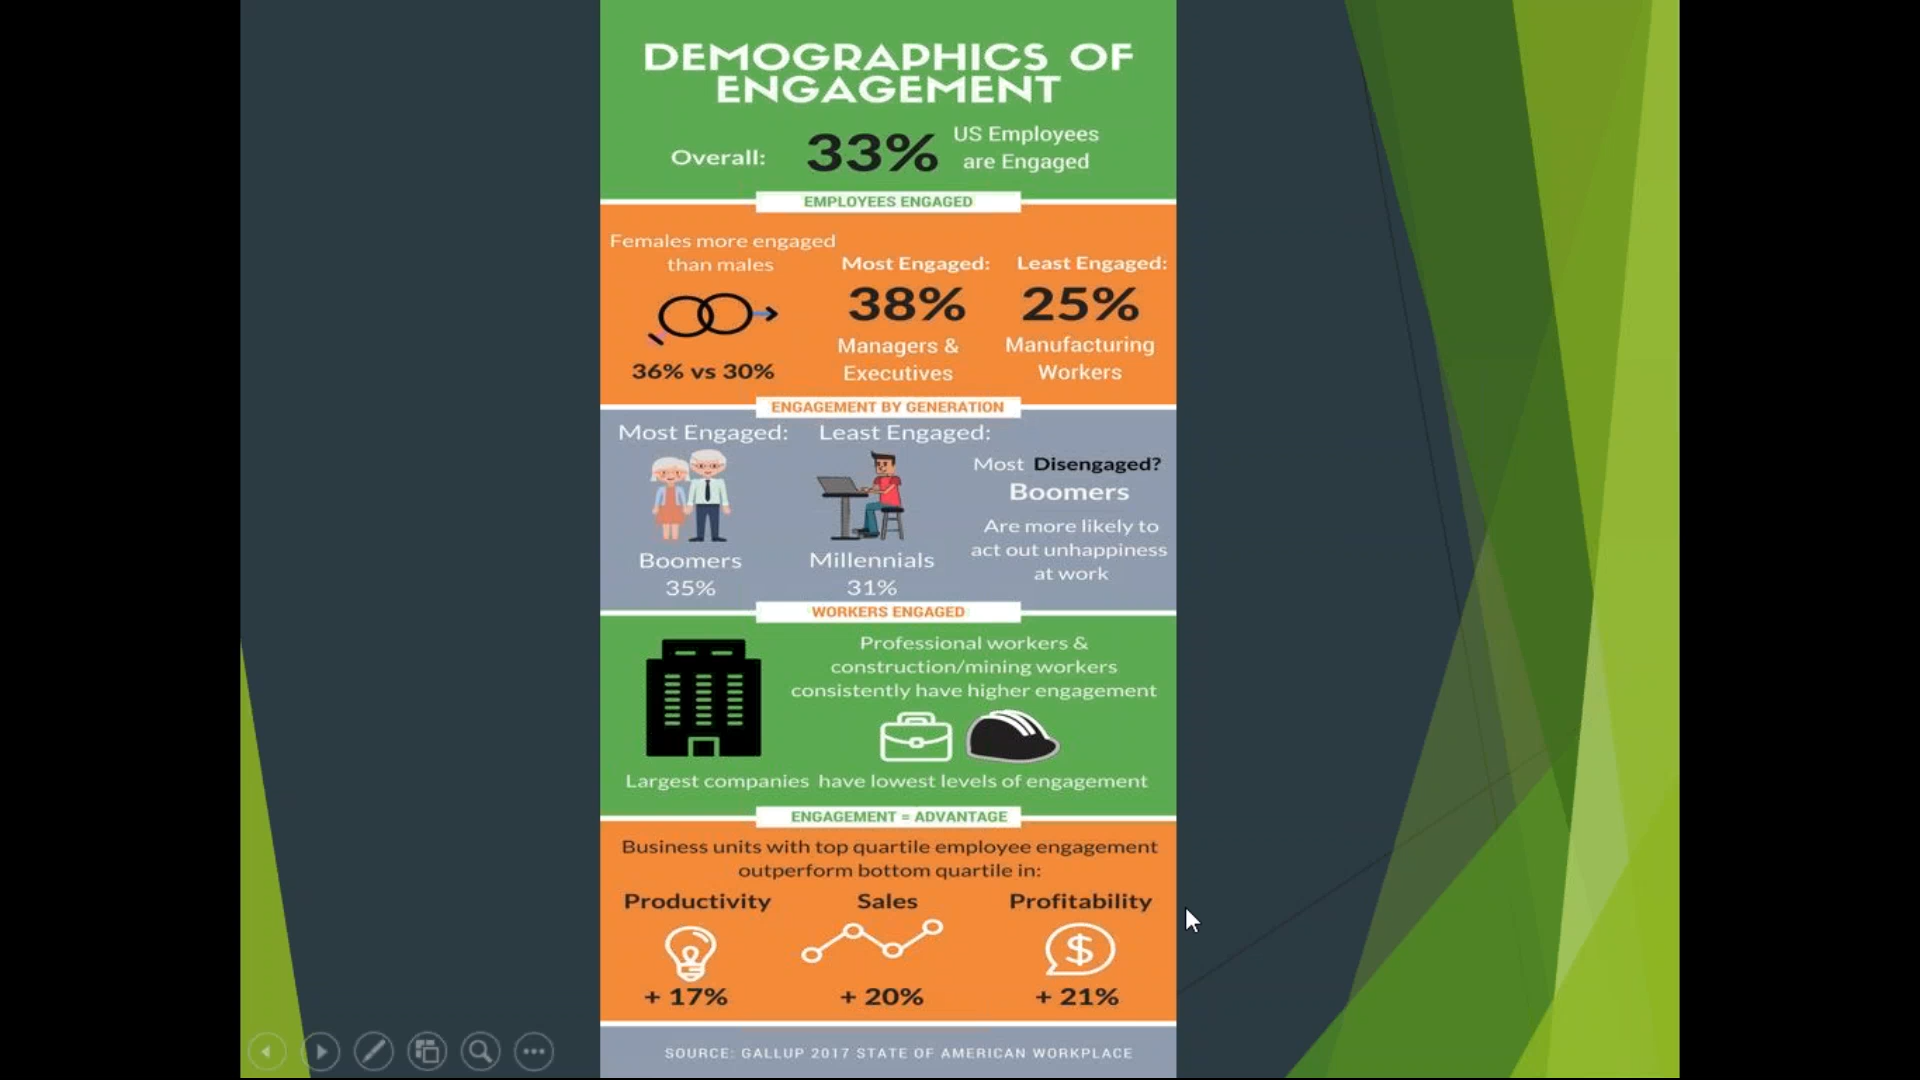 DEMOGRAPHICS OF
ENGAGEMENT
Overall: 33% US Employees
are Engaged
EMPLOYEES ENGAGED
Females more engaged
than males
36% vs 30%
Most Engaged:
38%
Managers &
Executives
Least Engaged:
25%
Manufacturing
Workers
ENGAGEMENT BY GENERATION
Most Engaged:
Boomers
35%
Least Engaged:
Millennials
31%
Most Disengaged?
Boomers
Are more likely to
act out unhappiness
at work
WORKERS ENGAGED
Professional workers &
construction/mining workers
consistently have higher engagement
Largest companies have lowest levels of engagement
ENGAGEMENT = ADVANTAGE
Business units with top quartile employee engagement
outperform bottom quartile in:
Productivity
+ 17%
Sales
+ 20%
Profitability
$
+ 21%
SOURCE: GALLUP 2017 STATE OF AMERICAN WORKPLACE